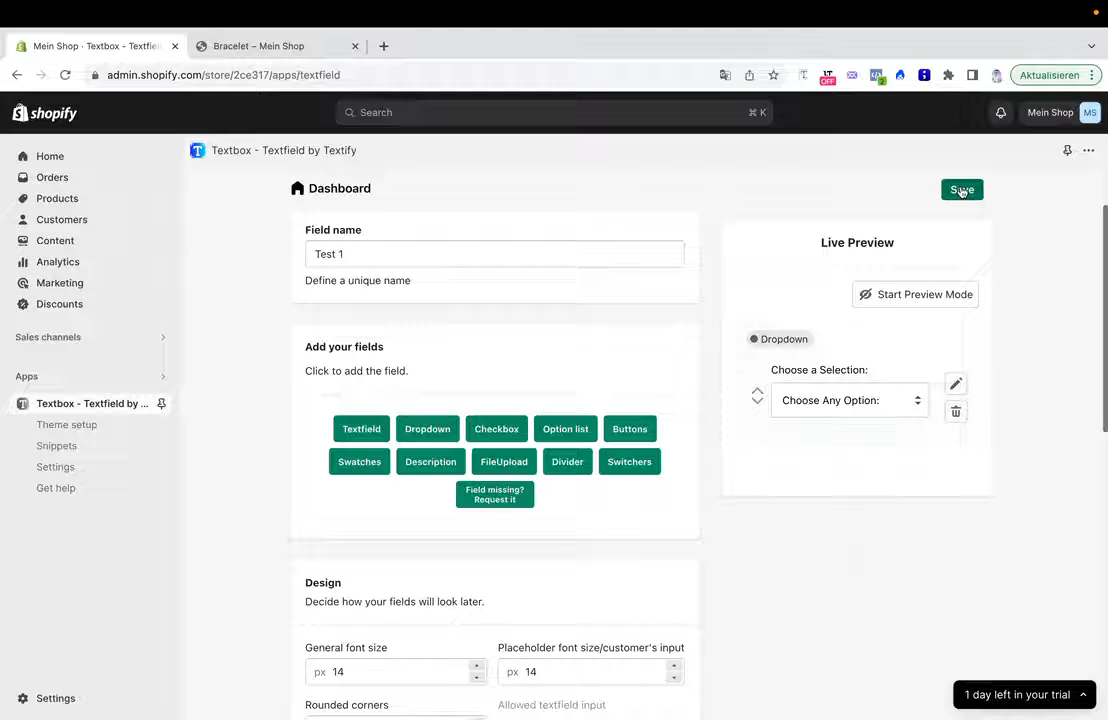 Mein Shop · Textbox - Textfield
Bracelet – Mein Shop
admin.shopify.com/store/2ce317/apps/textfield
OFF
2
Aktualisieren
shopify
Search
⌘ K
Mein Shop
MS
Home
Orders
Products
Customers
Content
Analytics
Marketing
Discounts
Sales channels
Apps
Textbox - Textfield by ...
Theme setup
Snippets
Settings
Get help
Settings
Textbox - Textfield by Textify
Dashboard
Save
Field name
Test 1
Define a unique name
Add your fields
Click to add the field.
Textfield
Dropdown
Checkbox
Option list
Buttons
Swatches
Description
FileUpload
Divider
Switchers
Field missing?
Request it
Design
Decide how your fields will look later.
General font size
px 14
Placeholder font size/customer's input
px 14
Rounded corners
Allowed textfield input
Live Preview
Start Preview Mode
Dropdown
Choose a Selection:
Choose Any Option:
1 day left in your trial